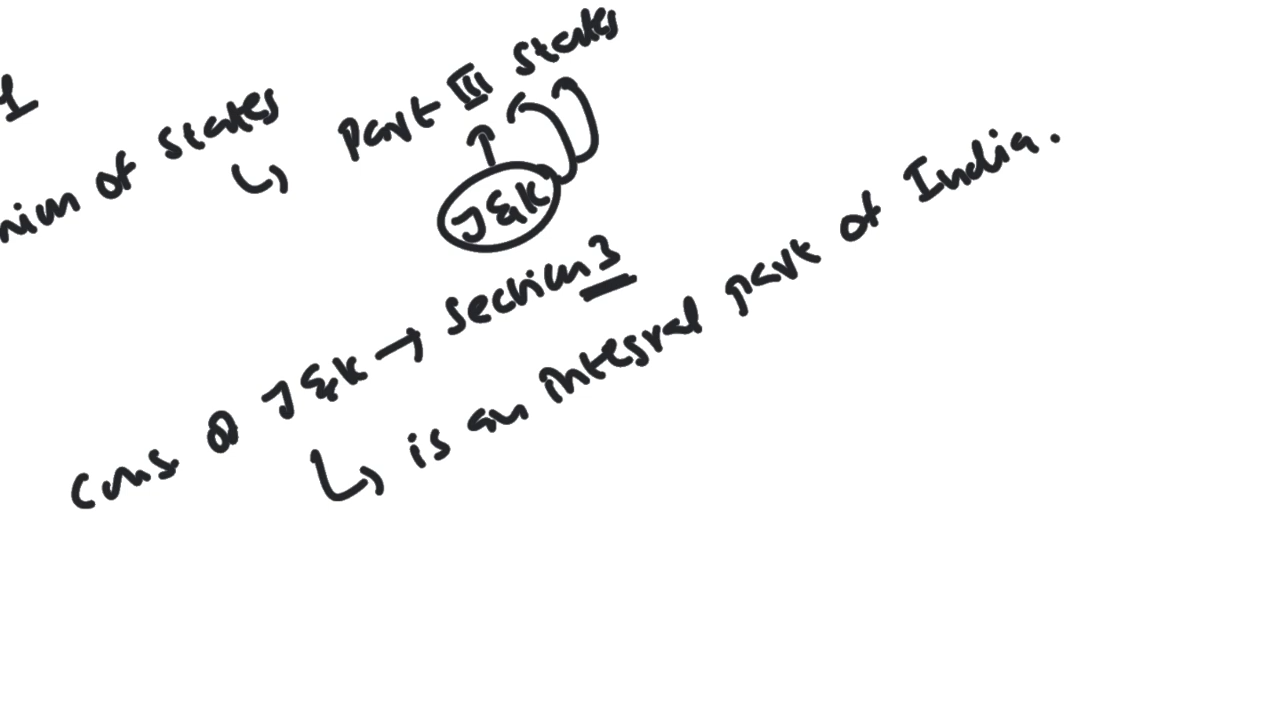 1
nion of States
Part III States
J&K
Cons of J&K → Section 3
↳ is an integral part of India.